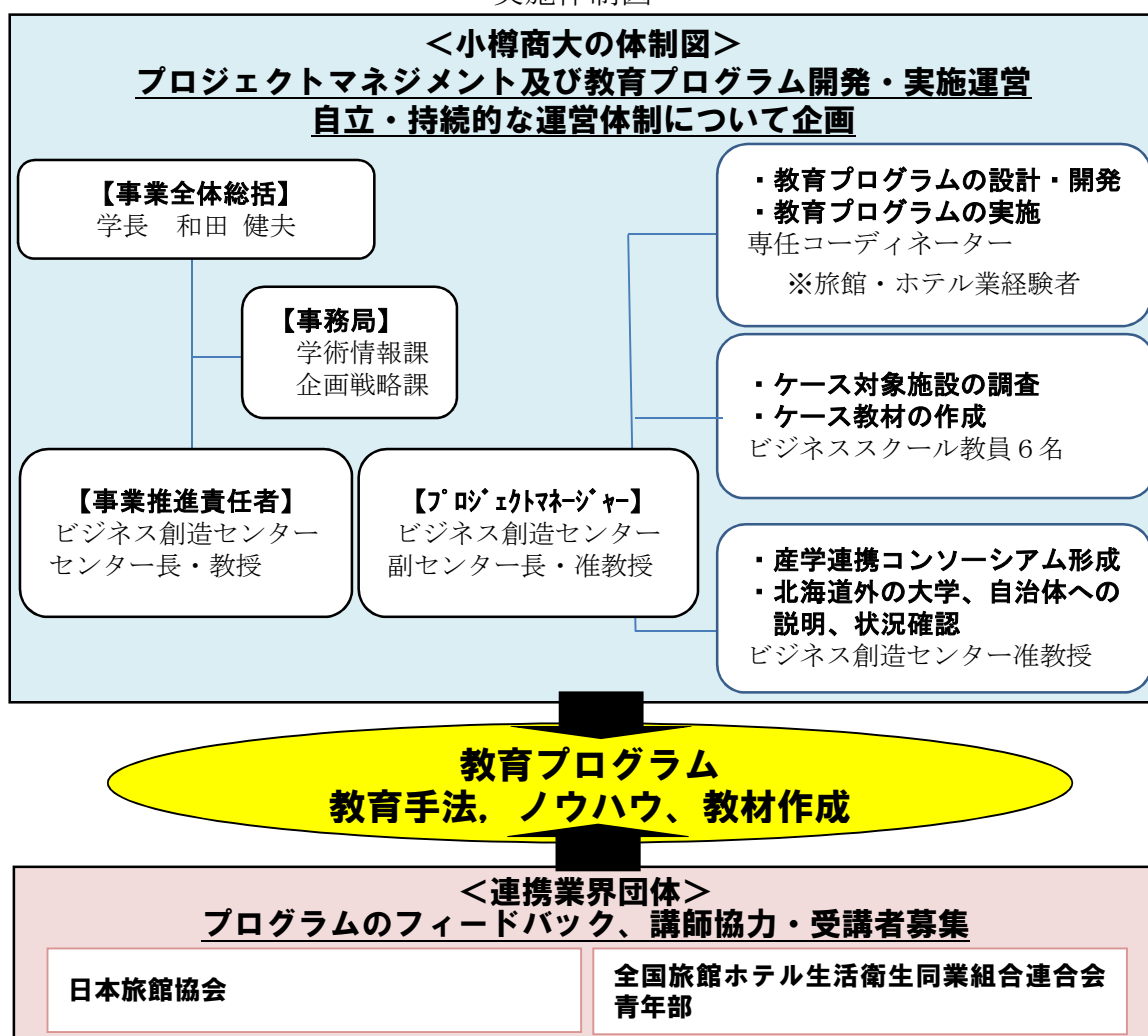 ＜小樽商大の体制図＞
プロジェクトマネジメント及び教育プログラム開発・実施運営
自立・持続的な運営体制について企画
【事業全体総括】
学長　和田 健夫
【事務局】
学術情報課
企画戦略課
【事業推進責任者】
ビジネス創造センター
センター長・教授
【ﾌﾟﾛｼﾞｪｸﾄﾏﾈｰｼﾞｬｰ】
ビジネス創造センター
副センター長・准教授
・教育プログラムの設計・開発
・教育プログラムの実施
専任コーディネーター
※旅館・ホテル業経験者
・ケース対象施設の調査
・ケース教材の作成
ビジネススクール教員６名
・産学連携コンソーシアム形成
・北海道外の大学、自治体への
説明、状況確認
ビジネス創造センター准教授
教育プログラム
教育手法，ノウハウ、教材作成
＜連携業界団体＞
プログラムのフィードバック、講師協力・受講者募集
日本旅館協会
全国旅館ホテル生活衛生同業組合連合会
青年部